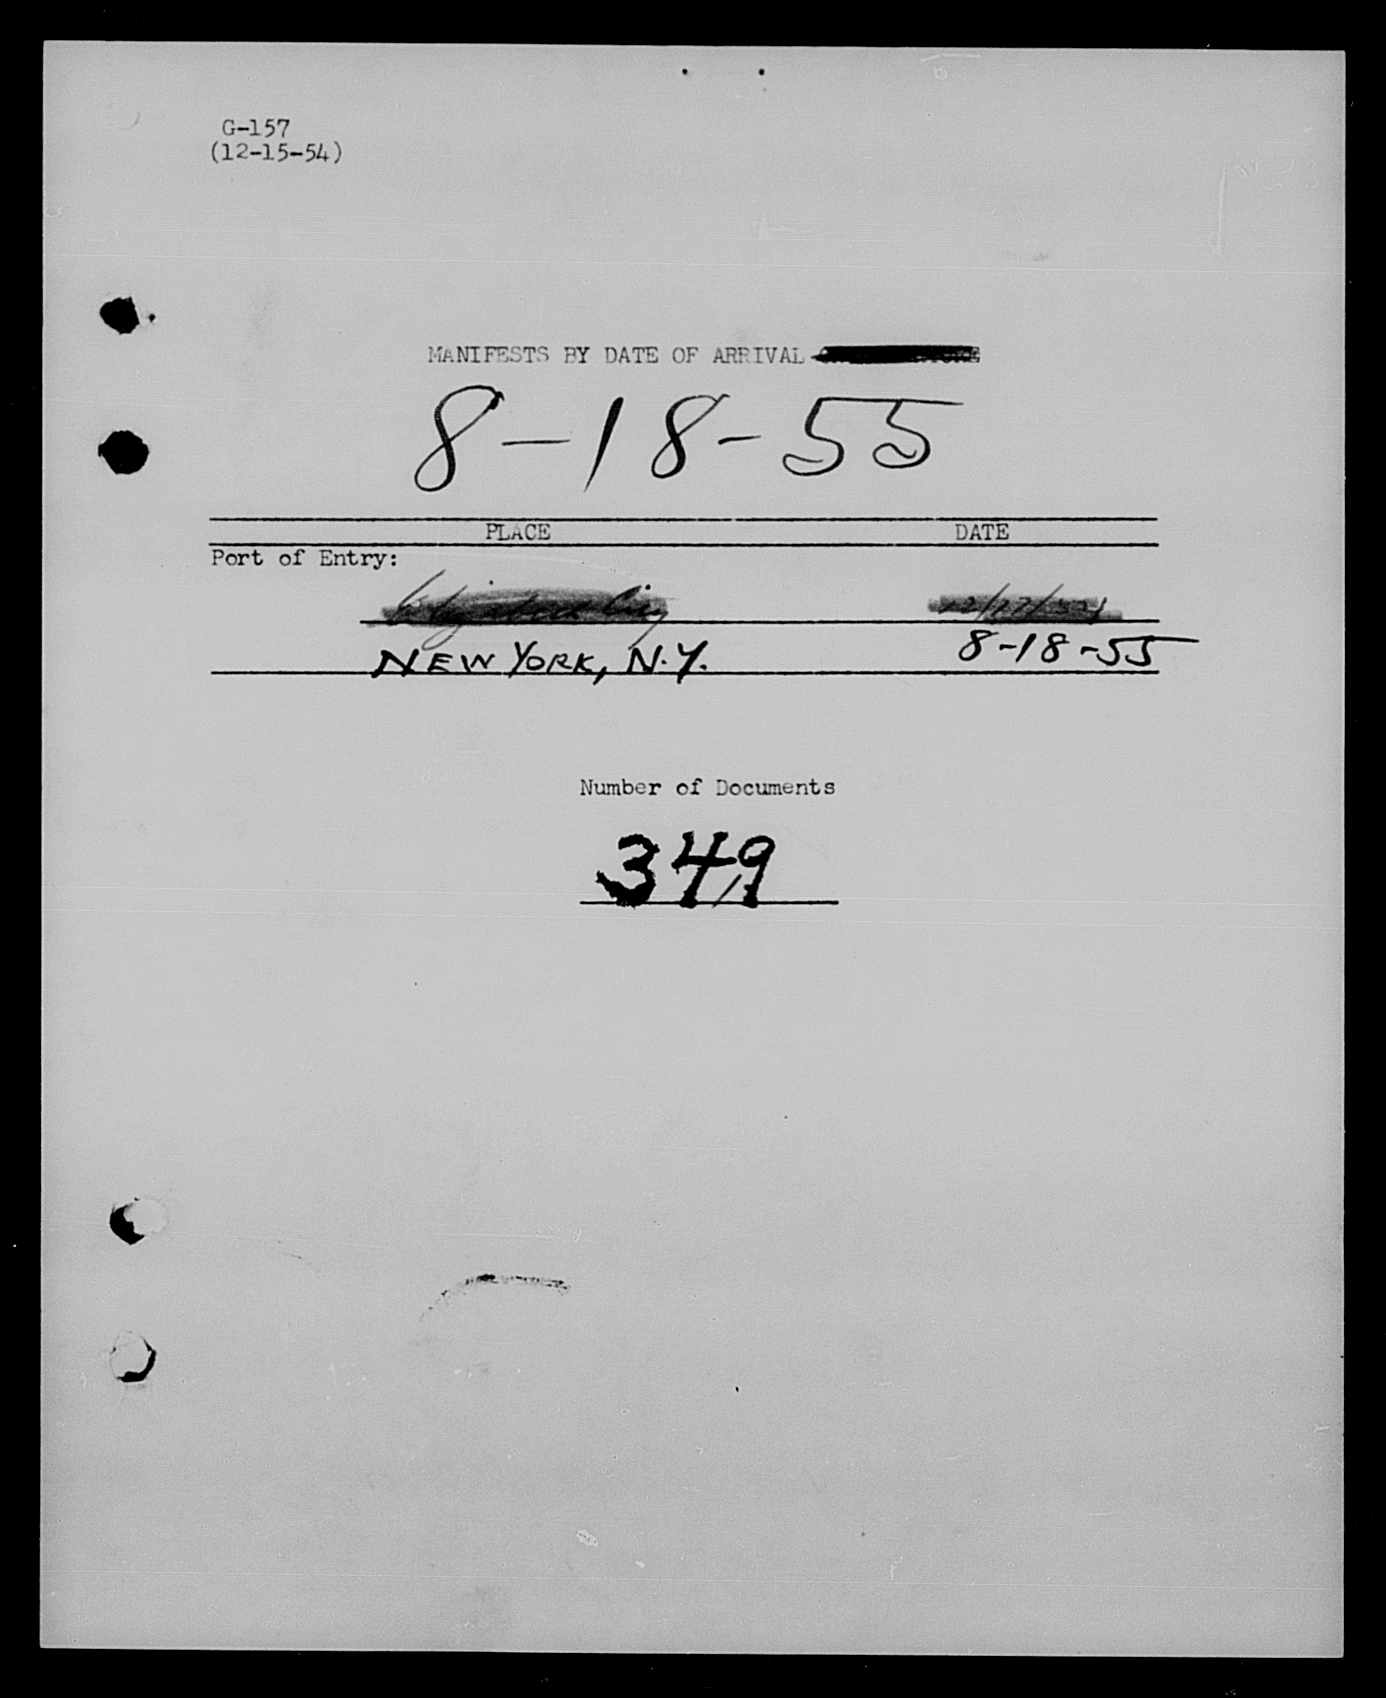 G-157
(12-15-54)
MANIFESTS BY DATE OF ARRIVAL
8-18-55
PLACE DATE
Port of Entry:
NEW YORK, N.Y. 8-18-55
Number of Documents
349